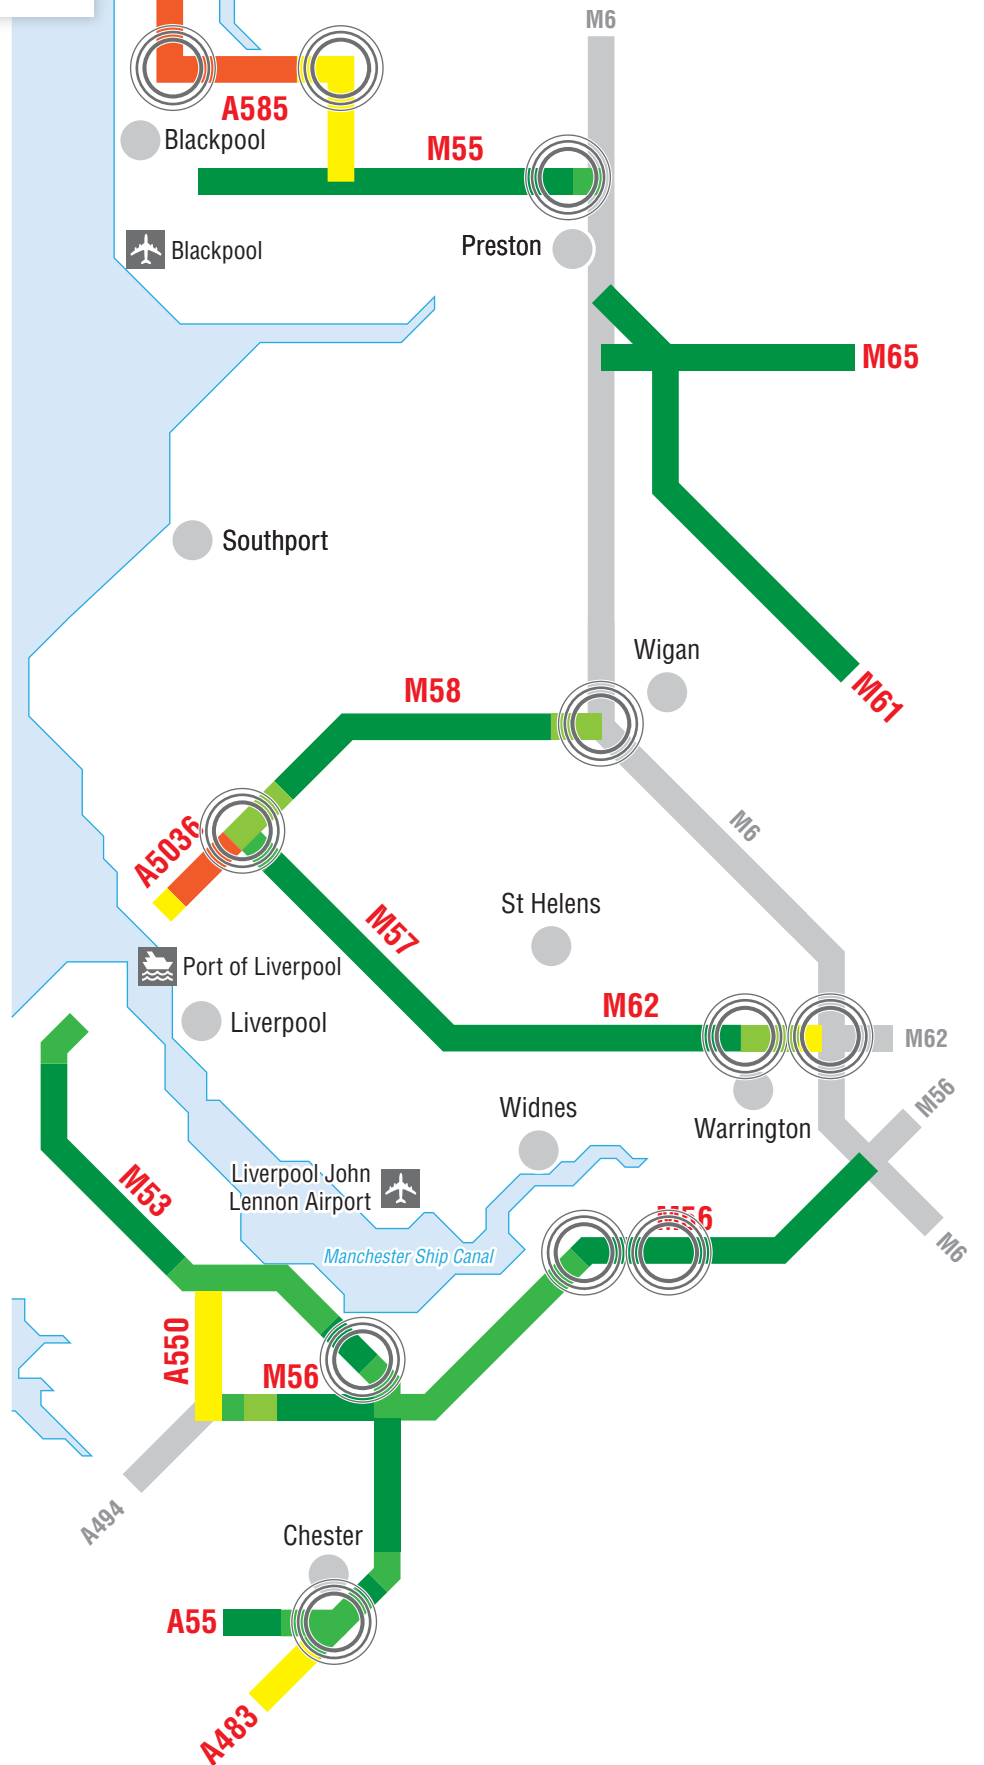 M6
A585
Blackpool
M55
Preston
Blackpool
M65
Southport
Wigan
M61
M58
M6
A5036
St Helens
M57
Port of Liverpool
M62
Liverpool
M62
Widnes
M56
Warrington
Liverpool John
Lennon Airport
M53
M56
M6
Manchester Ship Canal
A550
M56
A494
Chester
A55
A483